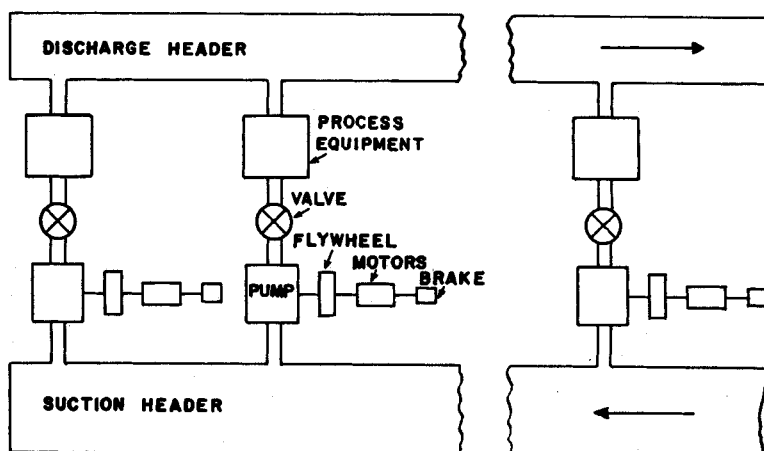 DISCHARGE HEADER
PROCESS
EQUIPMENT
VALVE
FLYWHEEL
MOTORS
BRAKE
PUMP
SUCTION HEADER